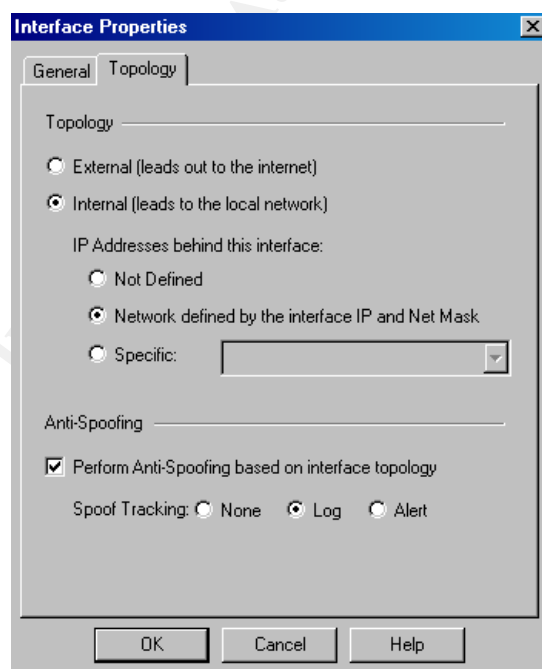 Interface Properties
General Topology
Topology
External (leads out to the internet)
Internal (leads to the local network)
IP Addresses behind this interface:
Not Defined
Network defined by the interface IP and Net Mask
Specific:
Anti-Spoofing
Perform Anti-Spoofing based on interface topology
Spoof Tracking: None Log Alert
OK Cancel Help